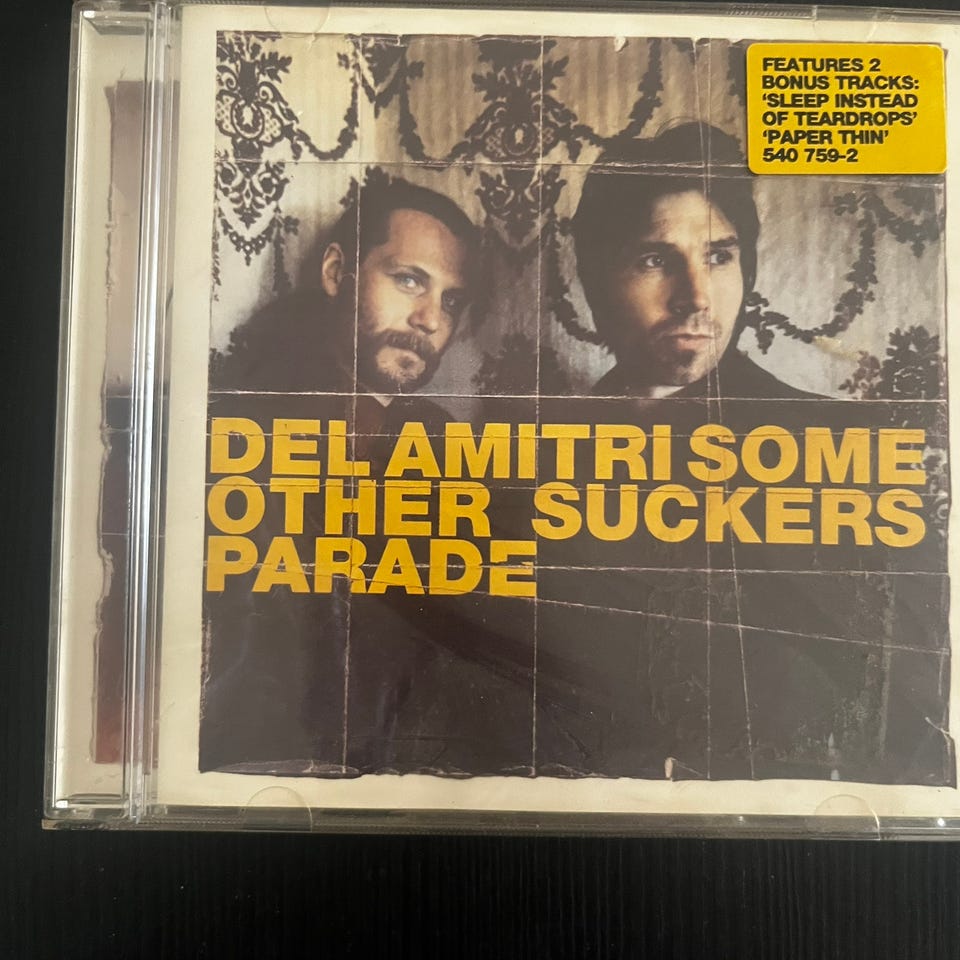 FEATURES 2
BONUS TRACKS:
‘SLEEP INSTEAD
OF TEARDROPS’
‘PAPER THIN’
540 759-2
DEL AMITRI SOME
OTHER SUCKERS
PARADE